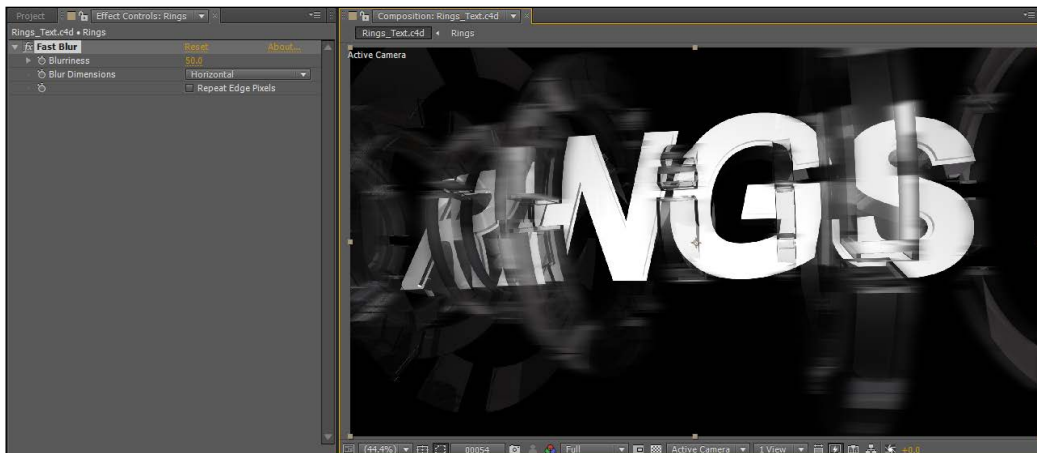 Project
Effect Controls: Rings
Rings_Text.c4d • Rings
fx Fast Blur
Reset
About...
Blurriness
50.0
Blur Dimensions
Horizontal
Repeat Edge Pixels
Composition: Rings_Text.c4d
Rings_Text.c4d
Rings
Active Camera
NGS
(44.4%)
00054
Full
Active Camera
1 View
+0.0